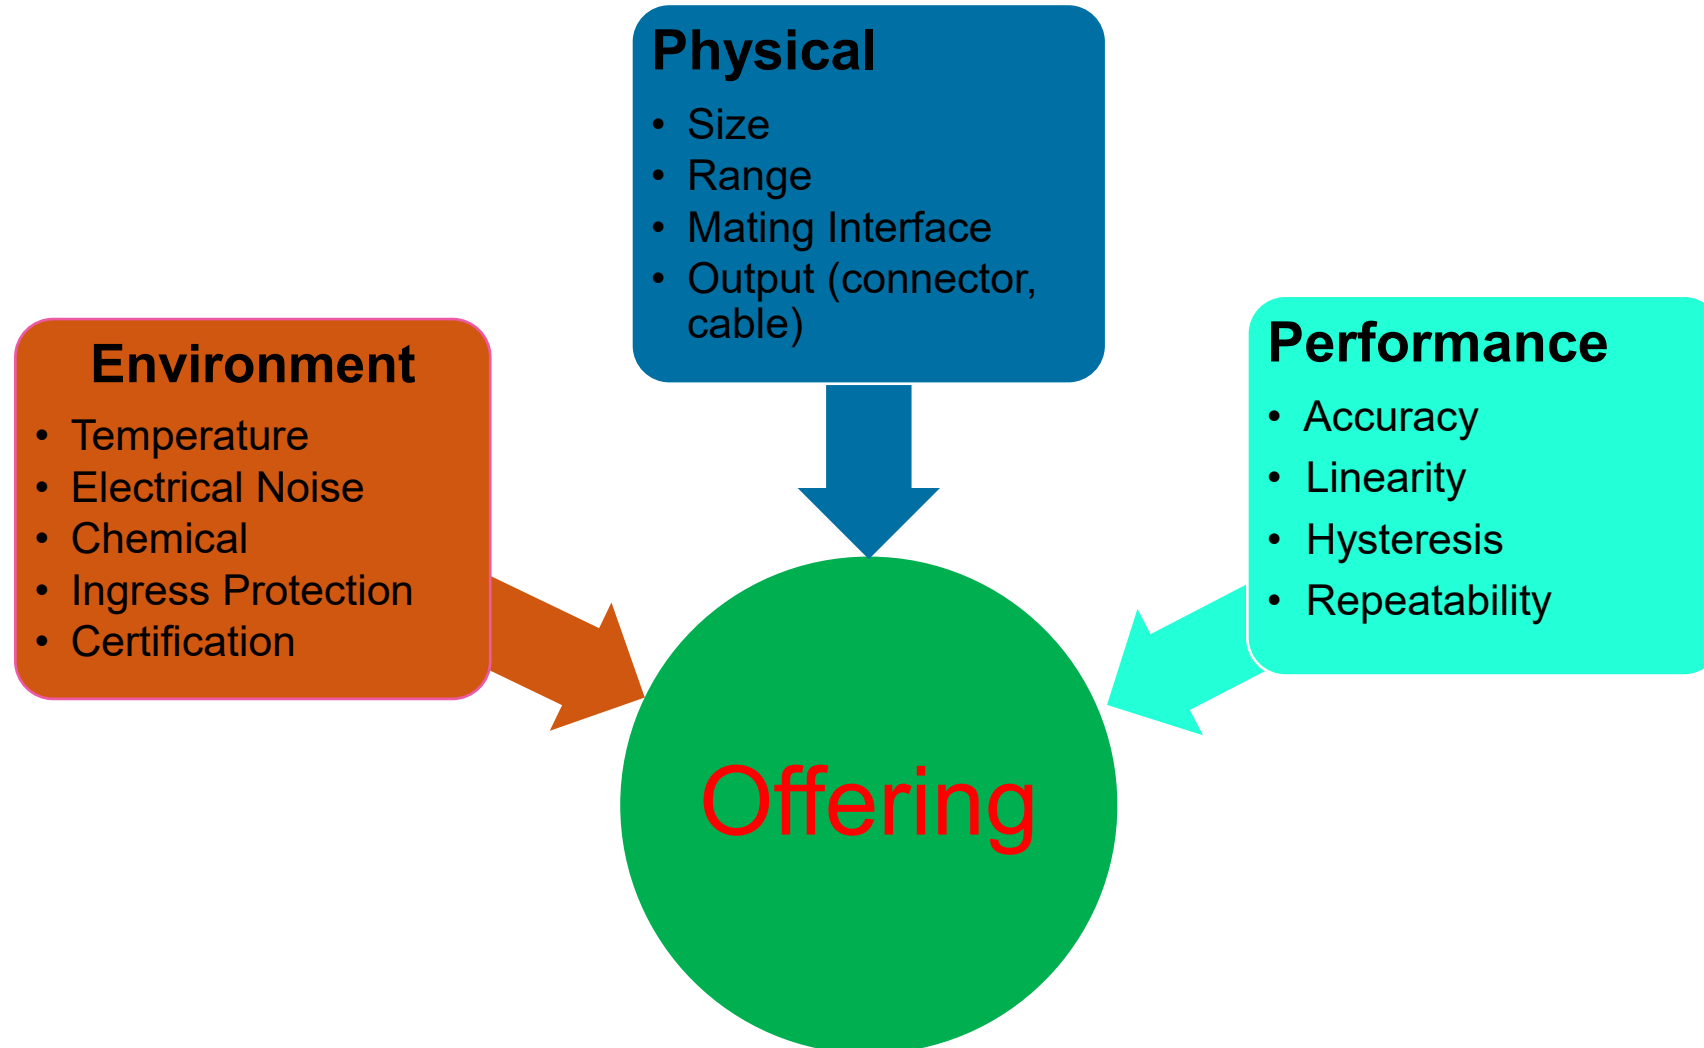 Physical
• Size
• Range
• Mating Interface
• Output (connector,
cable)
Environment
• Temperature
• Electrical Noise
• Chemical
• Ingress Protection
• Certification
Performance
• Accuracy
• Linearity
• Hysteresis
• Repeatability
Offering